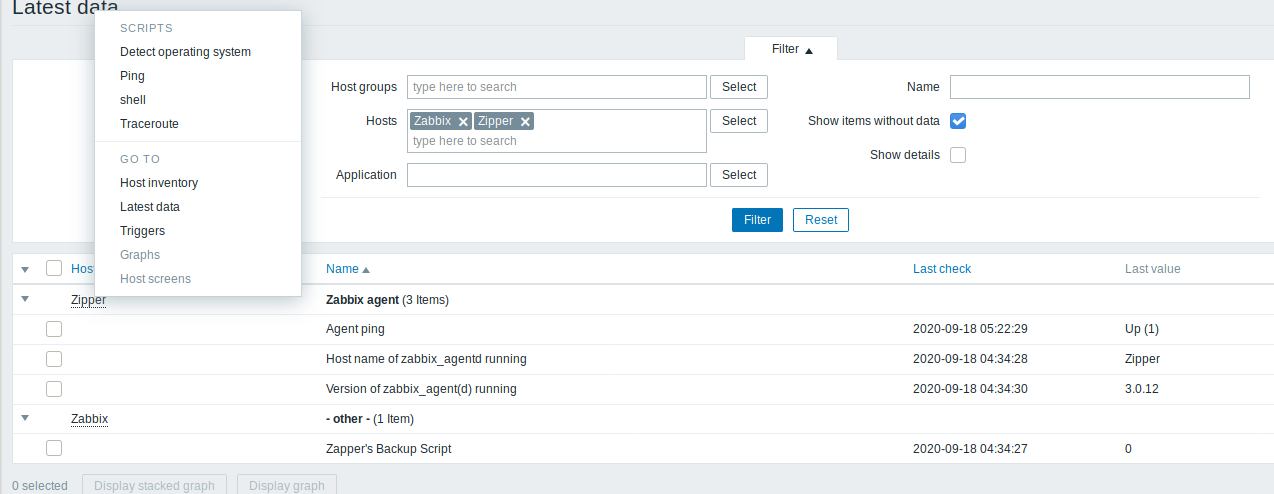 Latest data
SCRIPTS
Detect operating system
Ping
shell
Traceroute
GO TO
Host inventory
Latest data
Triggers
Graphs
Host screens
Filter
Host groups type here to search Select
Name
Hosts Zabbix Zipper Select
type here to search
Show items without data
Show details
Application Select
Filter Reset
Host Name Last check Last value
Zipper Zabbix agent (3 Items)
Agent ping 2020-09-18 05:22:29 Up (1)
Host name of zabbix_agentd running 2020-09-18 04:34:28 Zipper
Version of zabbix_agent(d) running 2020-09-18 04:34:30 3.0.12
Zabbix - other - (1 Item)
Zapper's Backup Script 2020-09-18 04:34:27 0
0 selected Display stacked graph Display graph